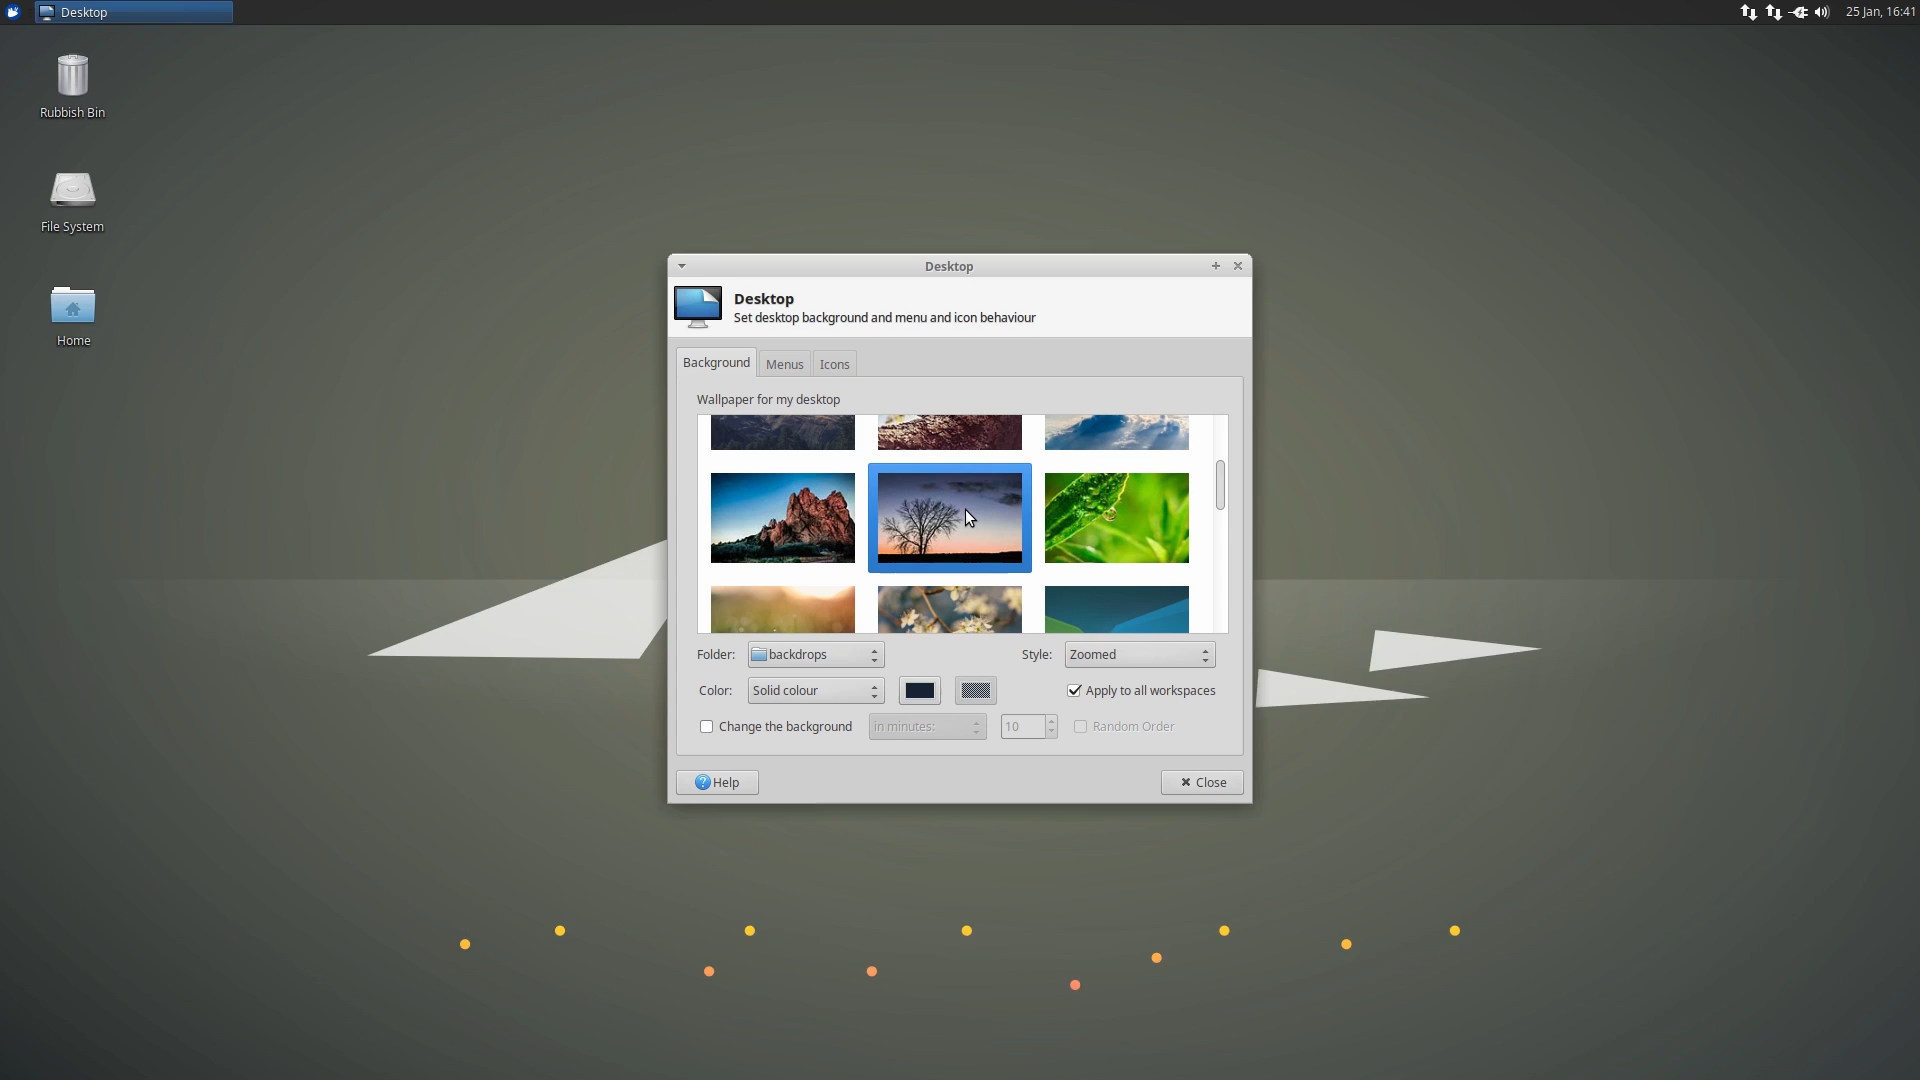 Desktop
25 Jan, 16:41
Rubbish Bin
File System
Home
Desktop
Desktop
Set desktop background and menu and icon behaviour
Background Menus Icons
Wallpaper for my desktop
Folder: backdrops Style: Zoomed
Color: Solid colour Apply to all workspaces
Change the background in minutes: 10 Random Order
Help Close